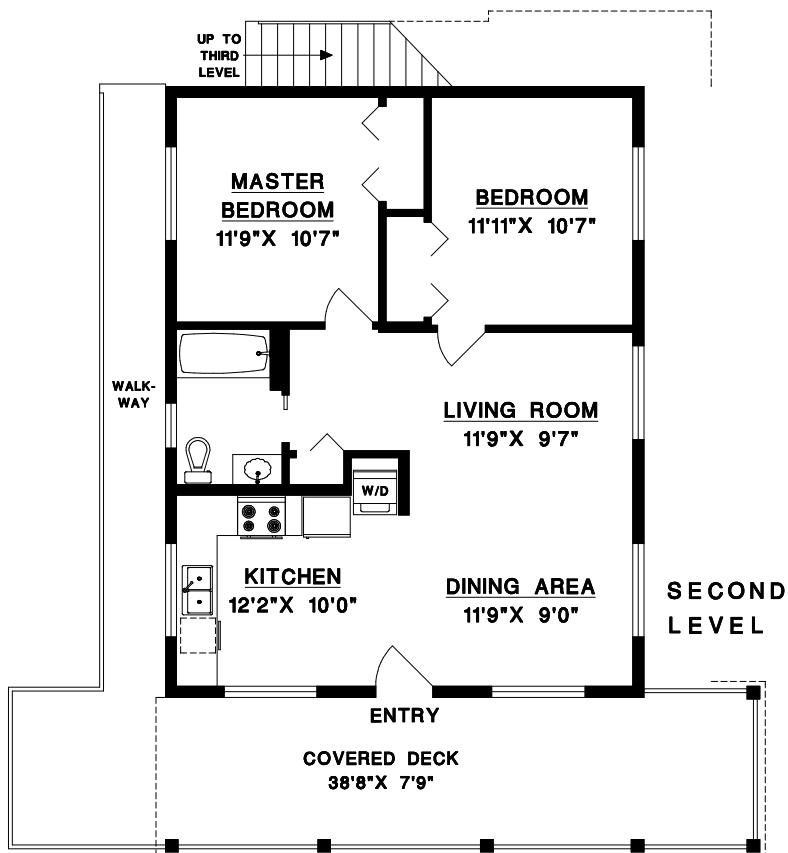 UP TO
THIRD
LEVEL
MASTER
BEDROOM
11'9"X 10'7"
BEDROOM
11'11"X 10'7"
WALK-
WAY
LIVING ROOM
11'9"X 9'7"
W/D
KITCHEN
12'2"X 10'0"
DINING AREA
11'9"X 9'0"
SECOND
LEVEL
ENTRY
COVERED DECK
38'8"X 7'9"